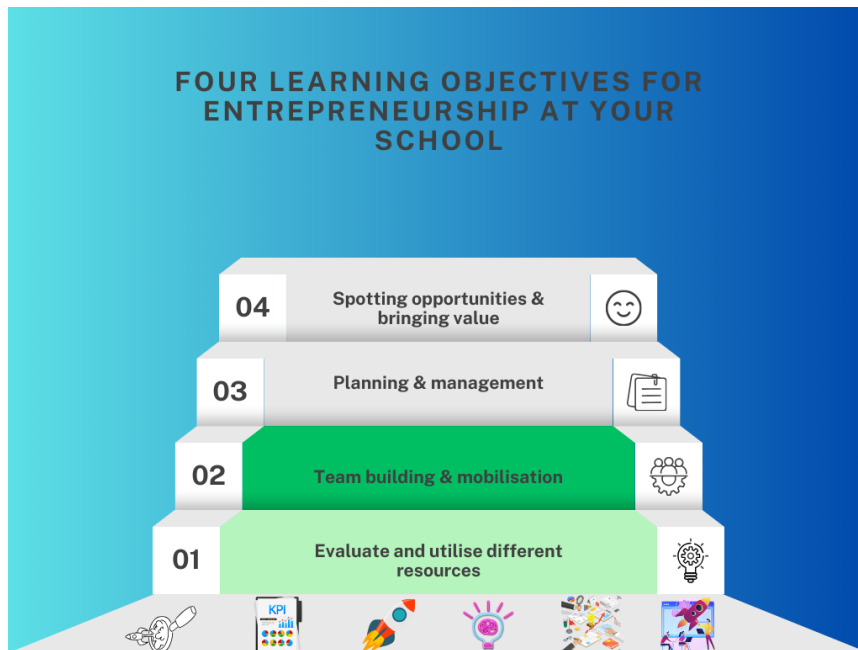 FOUR LEARNING OBJECTIVES FOR
ENTREPRENEURSHIP AT YOUR
SCHOOL
04
Spotting opportunities &
bringing value
03
Planning & management
02
Team building & mobilisation
01
Evaluate and utilise different
resources
KPI